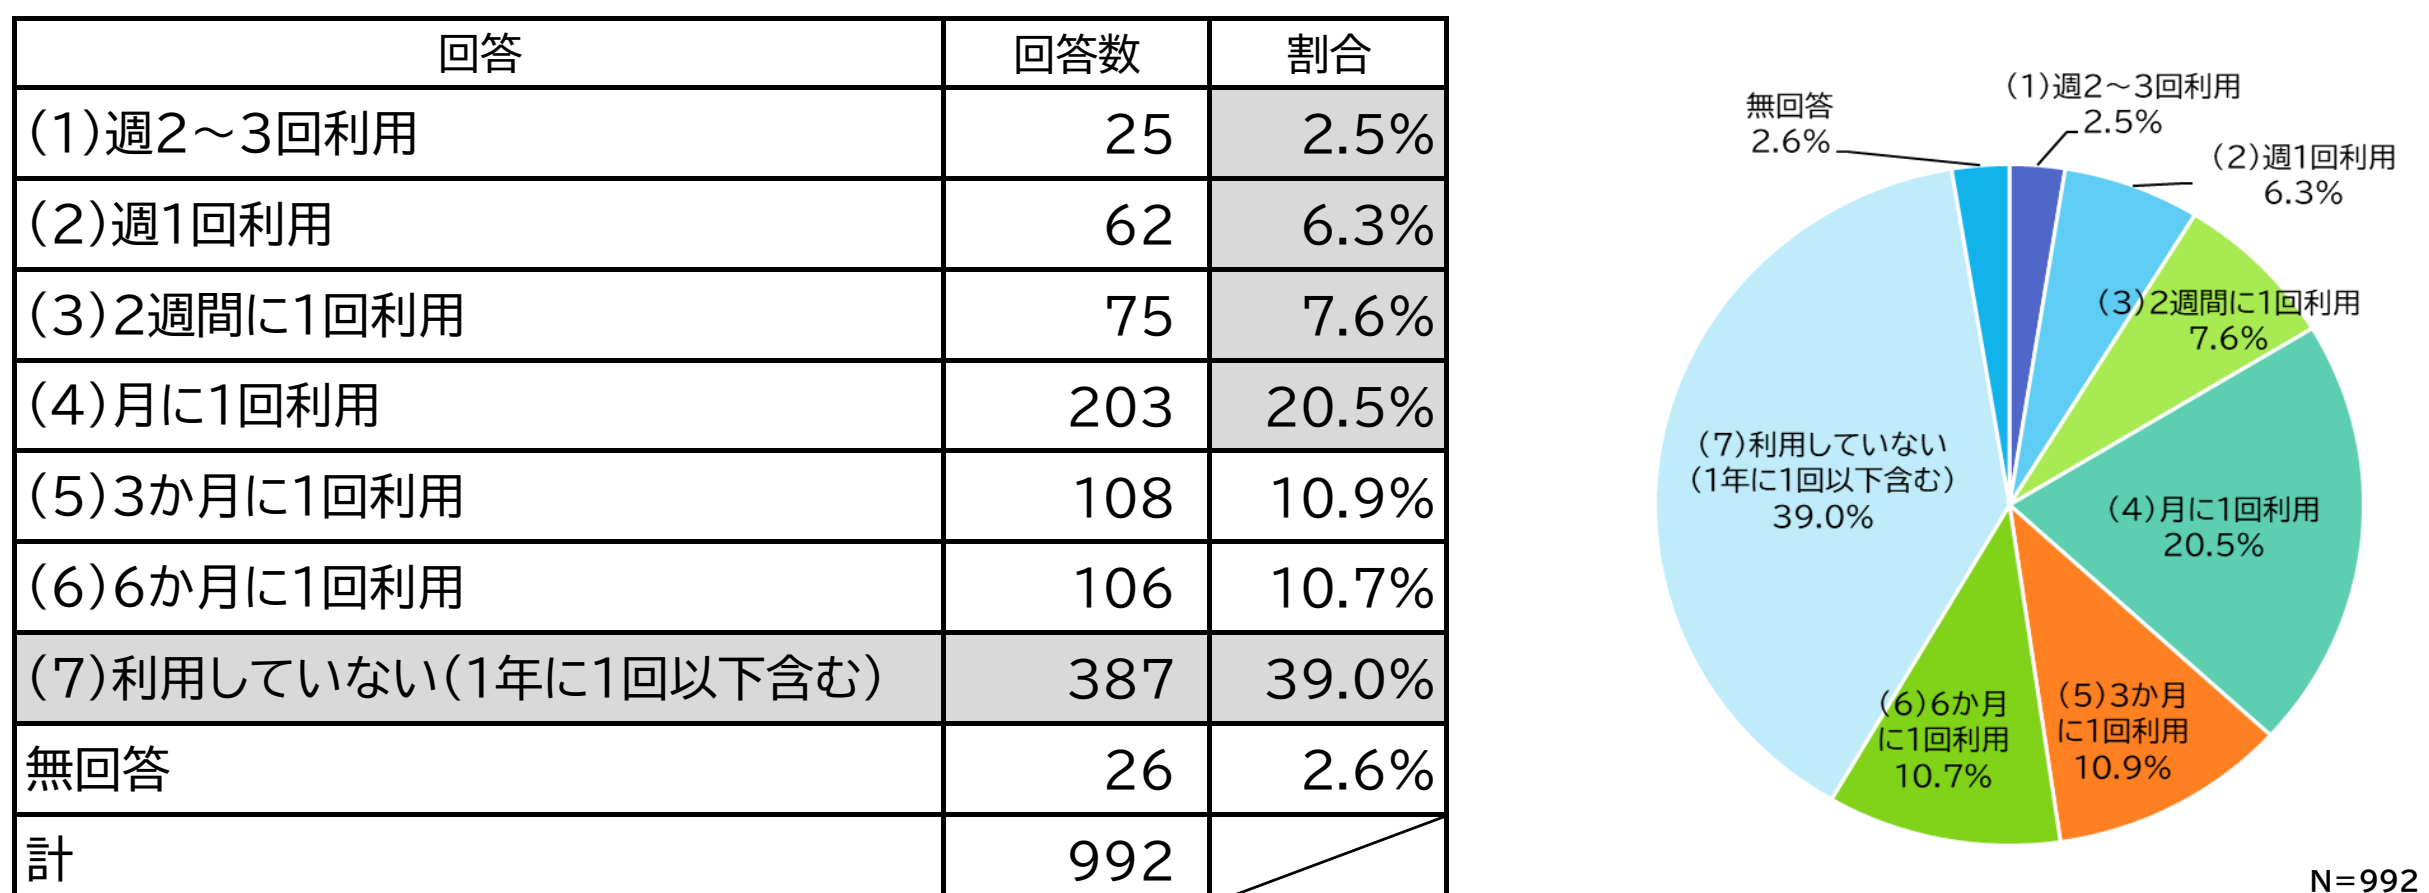 回答 回答数 割合
(1)週2～3回利用 25 2.5%
(2)週1回利用 62 6.3%
(3)2週間に1回利用 75 7.6%
(4)月に1回利用 203 20.5%
(5)3か月に1回利用 108 10.9%
(6)6か月に1回利用 106 10.7%
(7)利用していない(1年に1回以下含む) 387 39.0%
無回答 26 2.6%
計 992
(1)週2～3回利用
2.5%
無回答
2.6%
(2)週1回利用
6.3%
(3)2週間に1回利用
7.6%
(7)利用していない
(1年に1回以下含む)
39.0%
(4)月に1回利用
20.5%
(6)6か月
に1回利用
10.7%
(5)3か月
に1回利用
10.9%
N=992